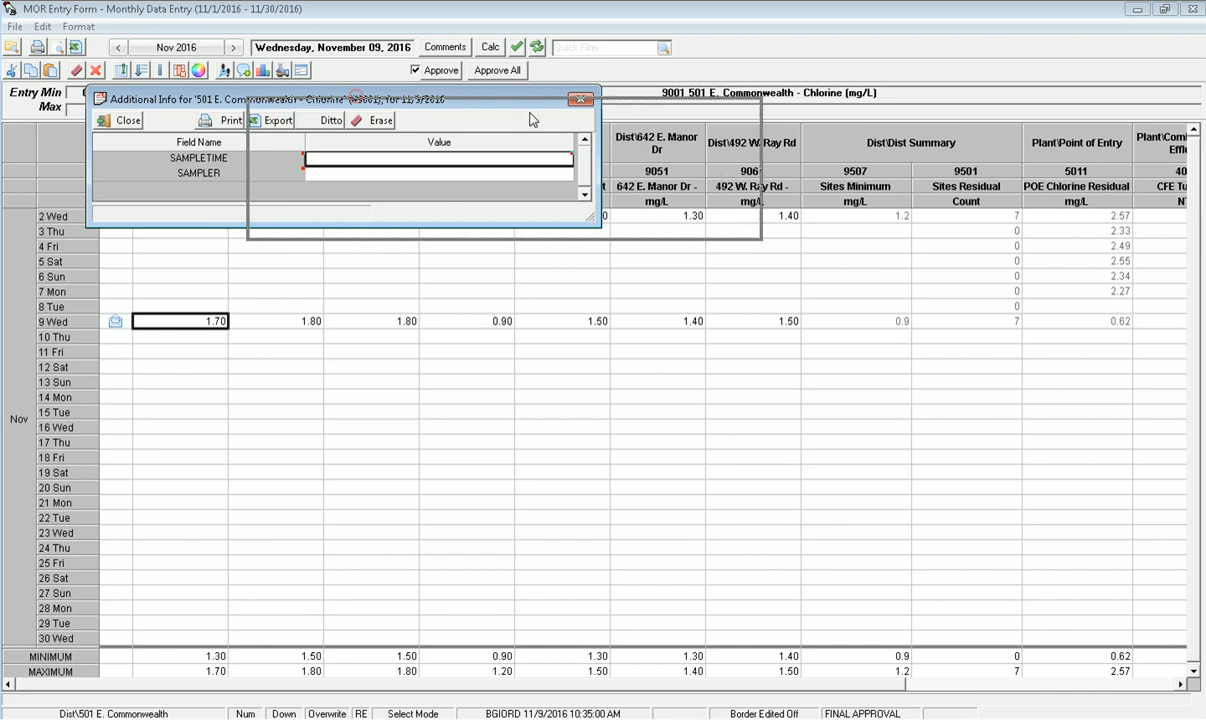 MOR Entry Form - Monthly Data Entry (11/1/2016 - 11/30/2016)
File Edit Format
< Nov 2016 > Wednesday, November 09, 2016 Comments Calc Quick Filter
Approve Approve All
Entry Min 9001 501 E. Commonwealth - Chlorine (mg/L)
Max
Additional Info for '501 E. Commonwealth - Chlorine' (#9001), for 11/9/2016
Close Print Export Ditto Erase
Field Name Value
SAMPLETIME
SAMPLER
Dist\642 E. Manor Dr Dist\492 W. Ray Rd Dist\Dist Summary Plant\Point of Entry
9051 906 9507 9501 5011 40
642 E. Manor Dr - 492 W. Ray Rd - Sites Minimum Sites Residual POE Chlorine Residual CFE Tu
mg/L mg/L mg/L Count mg/L
2 Wed 0 1.30 1.40 1.2 7 2.57
3 Thu 0 2.33
4 Fri 0 2.49
5 Sat 0 2.55
6 Sun 0 2.34
7 Mon 0 2.27
8 Tue 0
9 Wed 1.70 1.80 1.80 0.90 1.50 1.40 1.50 0.9 7 0.62
10 Thu
11 Fri
12 Sat
13 Sun
14 Mon
15 Tue
Nov
16 Wed
17 Thu
18 Fri
19 Sat
20 Sun
21 Mon
22 Tue
23 Wed
24 Thu
25 Fri
26 Sat
27 Sun
28 Mon
29 Tue
30 Wed
MINIMUM 1.30 1.50 1.50 0.90 1.30 1.30 1.40 0.9 0 0.62
MAXIMUM 1.70 1.80 1.80 1.20 1.50 1.40 1.50 1.2 7 2.57
Dist\501 E. Commonwealth Num Down Overwrite RE Select Mode BGIORD 11/9/2016 10:35:00 AM Border Edited Off FINAL APPROVAL